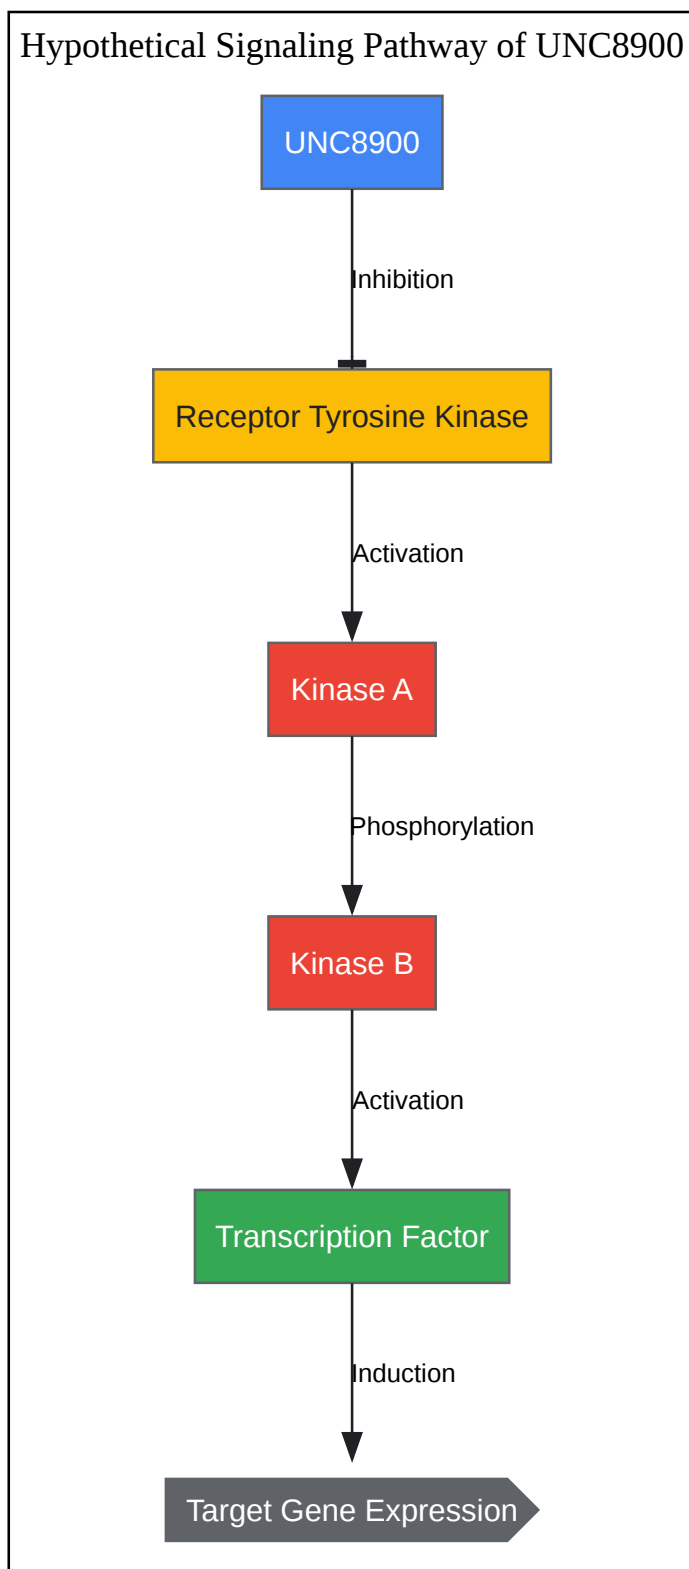 Hypothetical Signaling Pathway of UNC8900
UNC8900
Inhibition
Receptor Tyrosine Kinase
Activation
Kinase A
Phosphorylation
Kinase B
Activation
Transcription Factor
Induction
Target Gene Expression